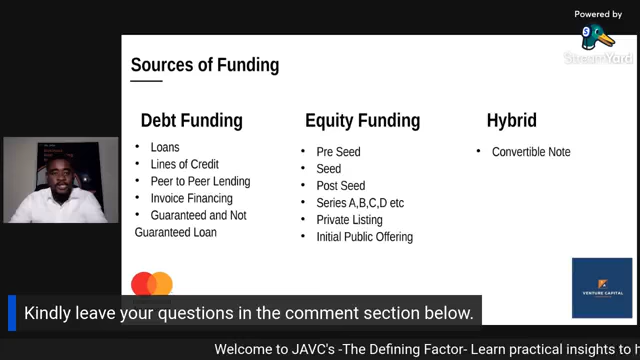 Powered by
StreamYard
Sources of Funding
Debt Funding
• Loans
• Lines of Credit
• Peer to Peer Lending
• Invoice Financing
• Guaranteed and Not
Guaranteed Loan
Equity Funding
• Pre Seed
• Seed
• Post Seed
• Series A,B,C,D etc
• Private Listing
• Initial Public Offering
Hybrid
• Convertible Note
VENTURE CAPITAL
Kindly leave your questions in the comment section below.
Welcome to JAVC's -The Defining Factor- Learn practical insights to h